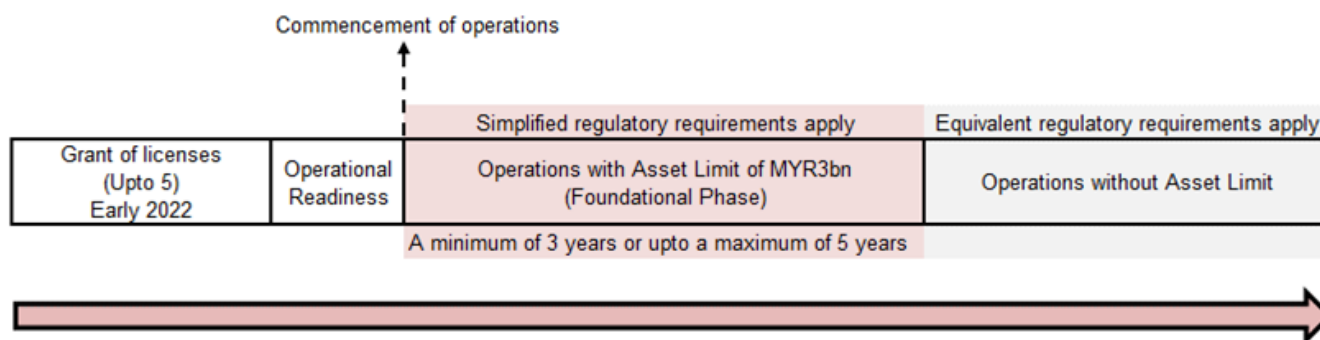 Commencement of operations
Simplified regulatory requirements apply
Equivalent regulatory requirements apply
Grant of licenses
(Upto 5)
Early 2022
Operational
Readiness
Operations with Asset Limit of MYR3bn
(Foundational Phase)
Operations without Asset Limit
A minimum of 3 years or upto a maximum of 5 years